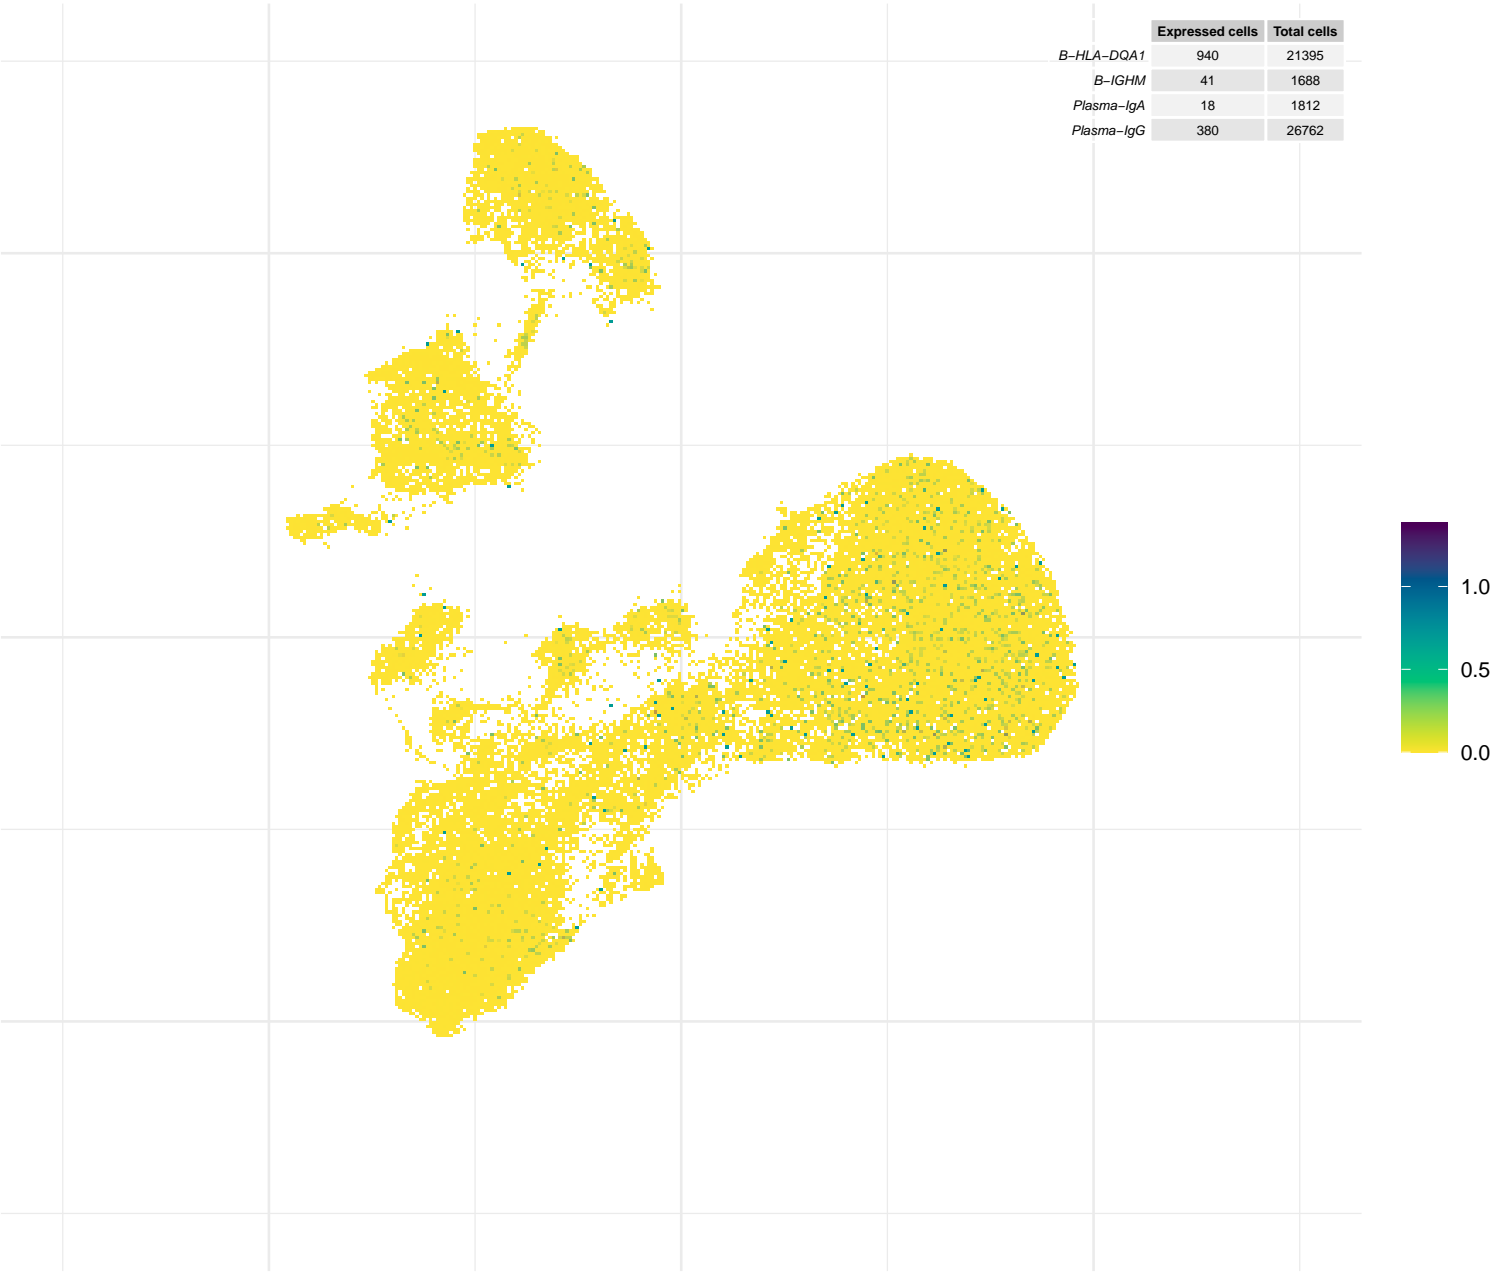 Expressed cells Total cells
B−HLA−DQA1 940 21395
B−IGHM 41 1688
Plasma−IgA 18 1812
Plasma−IgG 380 26762
1.0
0.5
0.0